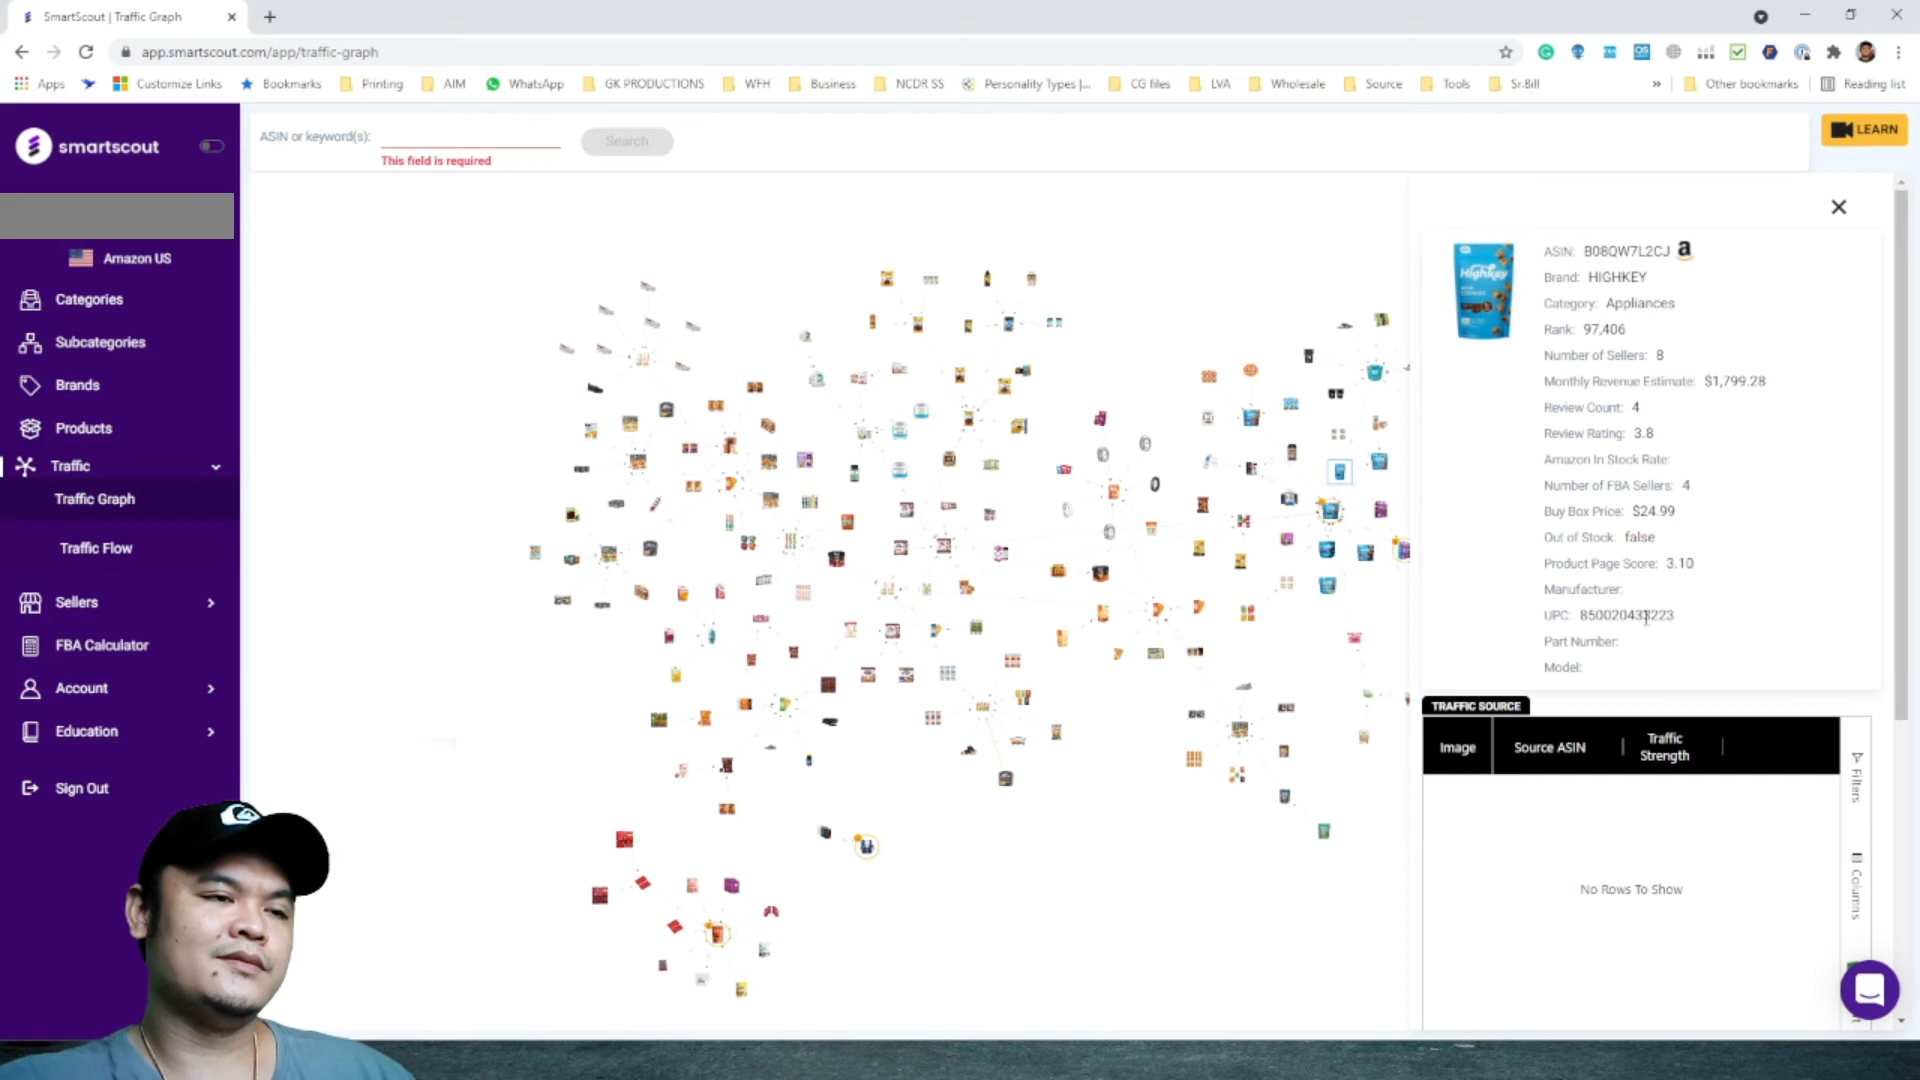 SmartScout | Traffic Graph
app.smartscout.com/app/traffic-graph
Apps
Customize Links
Bookmarks
Printing
AIM
WhatsApp
GK PRODUCTIONS
WFH
Business
NCDR SS
Personality Types |...
CG files
LVA
Wholesale
Source
Tools
Sr.Bill
Other bookmarks
Reading list
smartscout
ASIN or keyword(s):
Search
This field is required
LEARN
Amazon US
Categories
Subcategories
Brands
Products
Traffic
Traffic Graph
Traffic Flow
Sellers
FBA Calculator
Account
Education
Sign Out
Highkey
ASIN: B08QW7L2CJ
Brand: HIGHKEY
Category: Appliances
Rank: 97,406
Number of Sellers: 8
Monthly Revenue Estimate: $1,799.28
Review Count: 4
Review Rating: 3.8
Amazon In Stock Rate:
Number of FBA Sellers: 4
Buy Box Price: $24.99
Out of Stock: false
Product Page Score: 3.10
Manufacturer:
UPC:
Part Number:
Model:
TRAFFIC SOURCE
Image
Source ASIN
Traffic
Strength
No Rows To Show
Filters
Columns